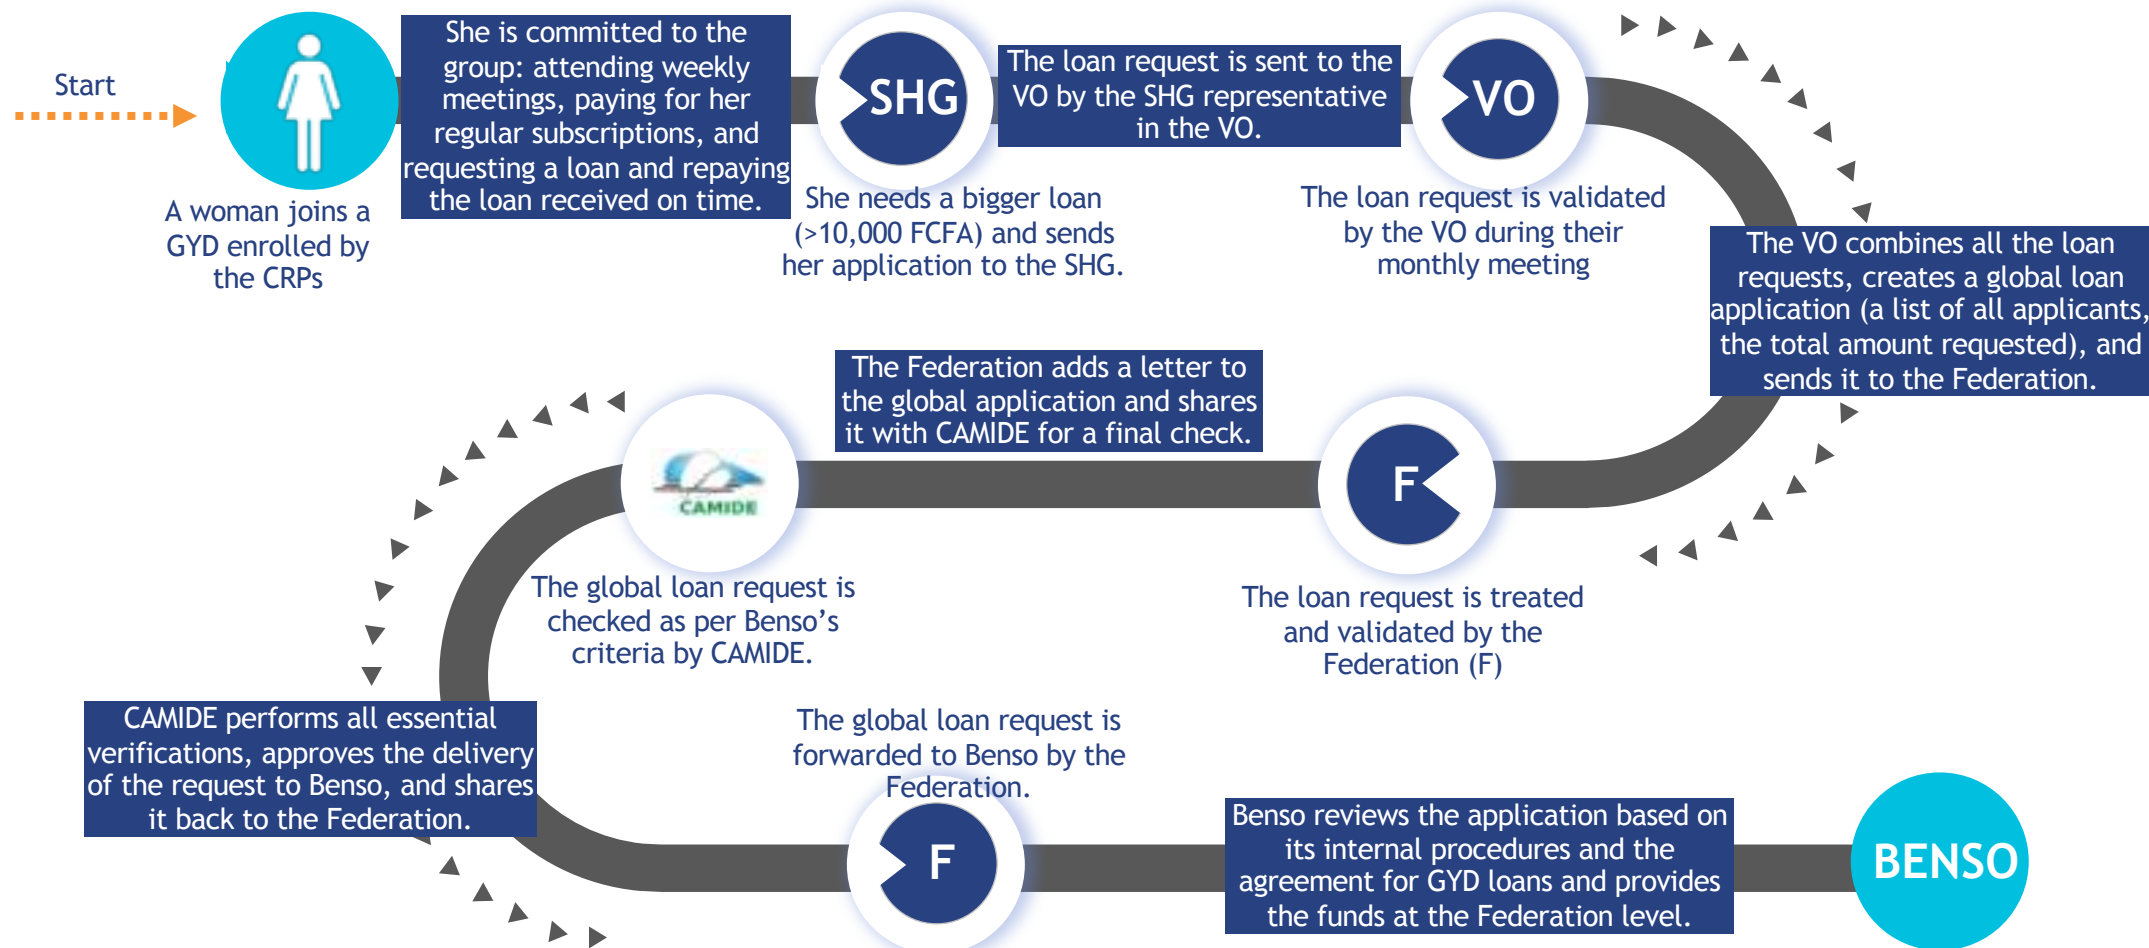 Start
A woman joins a
GYD enrolled by
the CRPs
She is committed to the
group: attending weekly
meetings, paying for her
regular subscriptions, and
requesting a loan and repaying
the loan received on time.
SHG
She needs a bigger loan
(>10,000 FCFA) and sends
her application to the SHG.
The loan request is sent to the
VO by the SHG representative
in the VO.
VO
The loan request is validated
by the VO during their
monthly meeting
The VO combines all the loan
requests, creates a global loan
application (a list of all applicants,
the total amount requested), and
sends it to the Federation.
F
The loan request is treated
and validated by the
Federation (F)
The Federation adds a letter to
the global application and shares
it with CAMIDE for a final check.
CAMIDE
The global loan request is
checked as per Benso’s
criteria by CAMIDE.
CAMIDE performs all essential
verifications, approves the delivery
of the request to Benso, and shares
it back to the Federation.
The global loan request is
forwarded to Benso by the
Federation.
F
Benso reviews the application based on
its internal procedures and the
agreement for GYD loans and provides
the funds at the Federation level.
BENSO